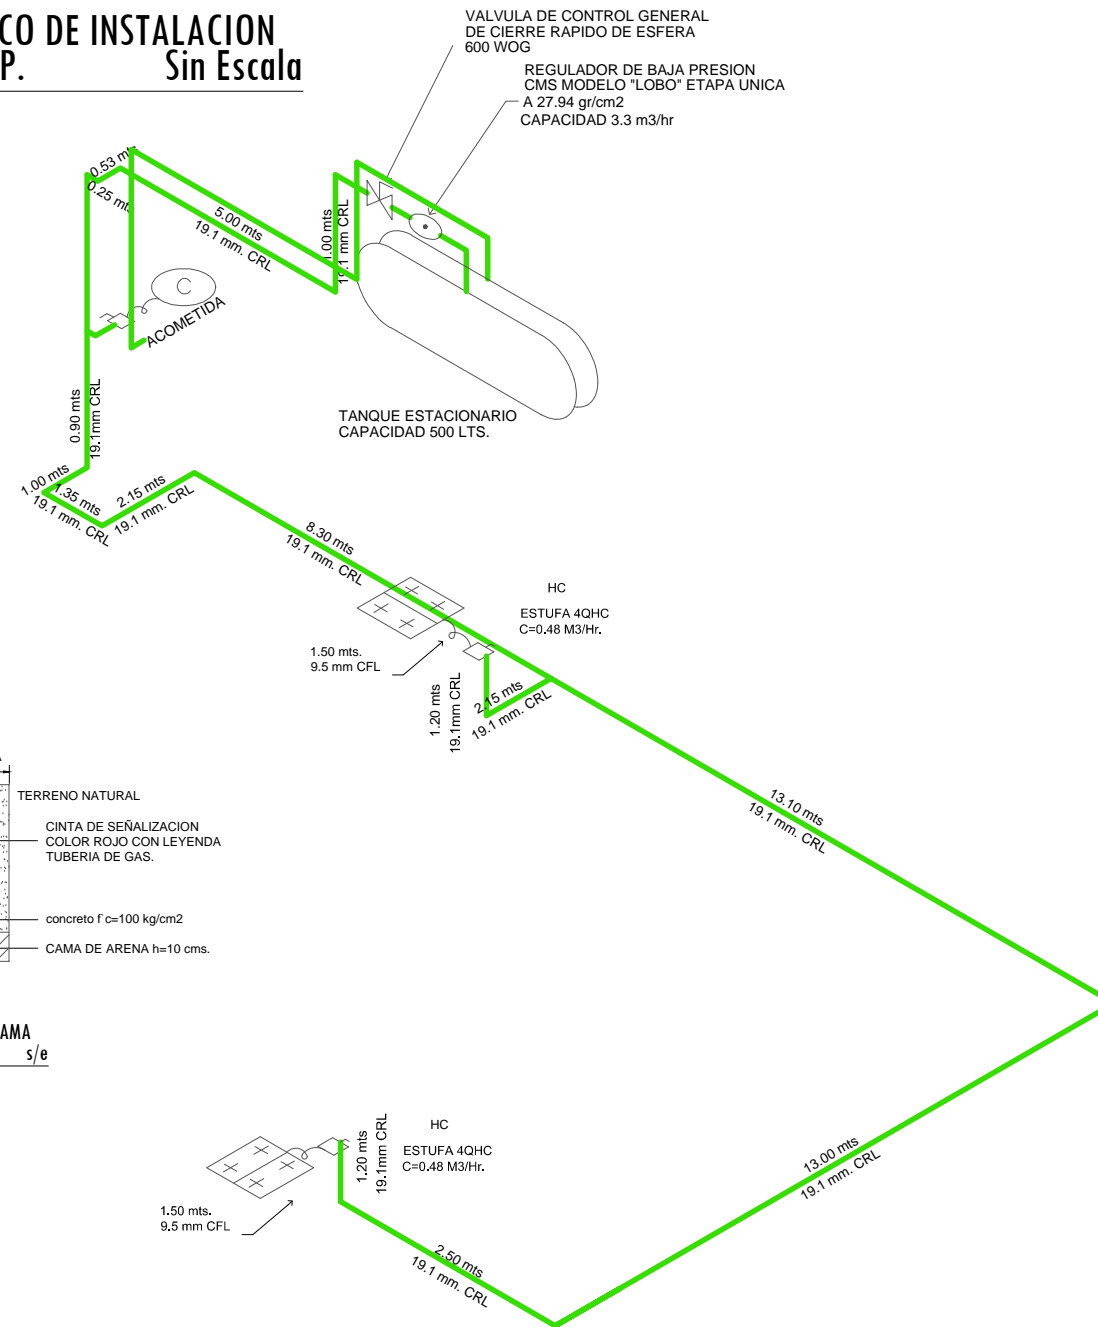 CO DE INSTALACION
P. Sin Escala
VALVULA DE CONTROL GENERAL
DE CIERRE RAPIDO DE ESFERA
600 WOG
REGULADOR DE BAJA PRESION
CMS MODELO "LOBO" ETAPA UNICA
A 27.94 gr/cm2
CAPACIDAD 3.3 m3/hr
0.53 mts
0.25 mts
5.00 mts
19.1 mm. CRL
1.00 mts
19.1 mm CRL
C
ACOMETIDA
TANQUE ESTACIONARIO
CAPACIDAD 500 LTS.
0.90 mts
19.1mm CRL
1.00 mts
1.35 mts
19.1 mm. CRL
2.15 mts
19.1 mm. CRL
8.30 mts
19.1 mm. CRL
HC
ESTUFA 4QHC
C=0.48 M3/Hr.
1.50 mts.
9.5 mm CFL
1.20 mts
19.1mm CRL
2.15 mts
19.1 mm. CRL
13.10 mts
19.1 mm. CRL
TERRENO NATURAL
CINTA DE SEÑALIZACION
COLOR ROJO CON LEYENDA
TUBERIA DE GAS.
concreto f´c=100 kg/cm2
CAMA DE ARENA h=10 cms.
AMA
s/e
HC
ESTUFA 4QHC
C=0.48 M3/Hr.
1.20 mts
19.1mm CRL
1.50 mts.
9.5 mm CFL
2.50 mts
19.1 mm. CRL
13.00 mts
19.1 mm. CRL